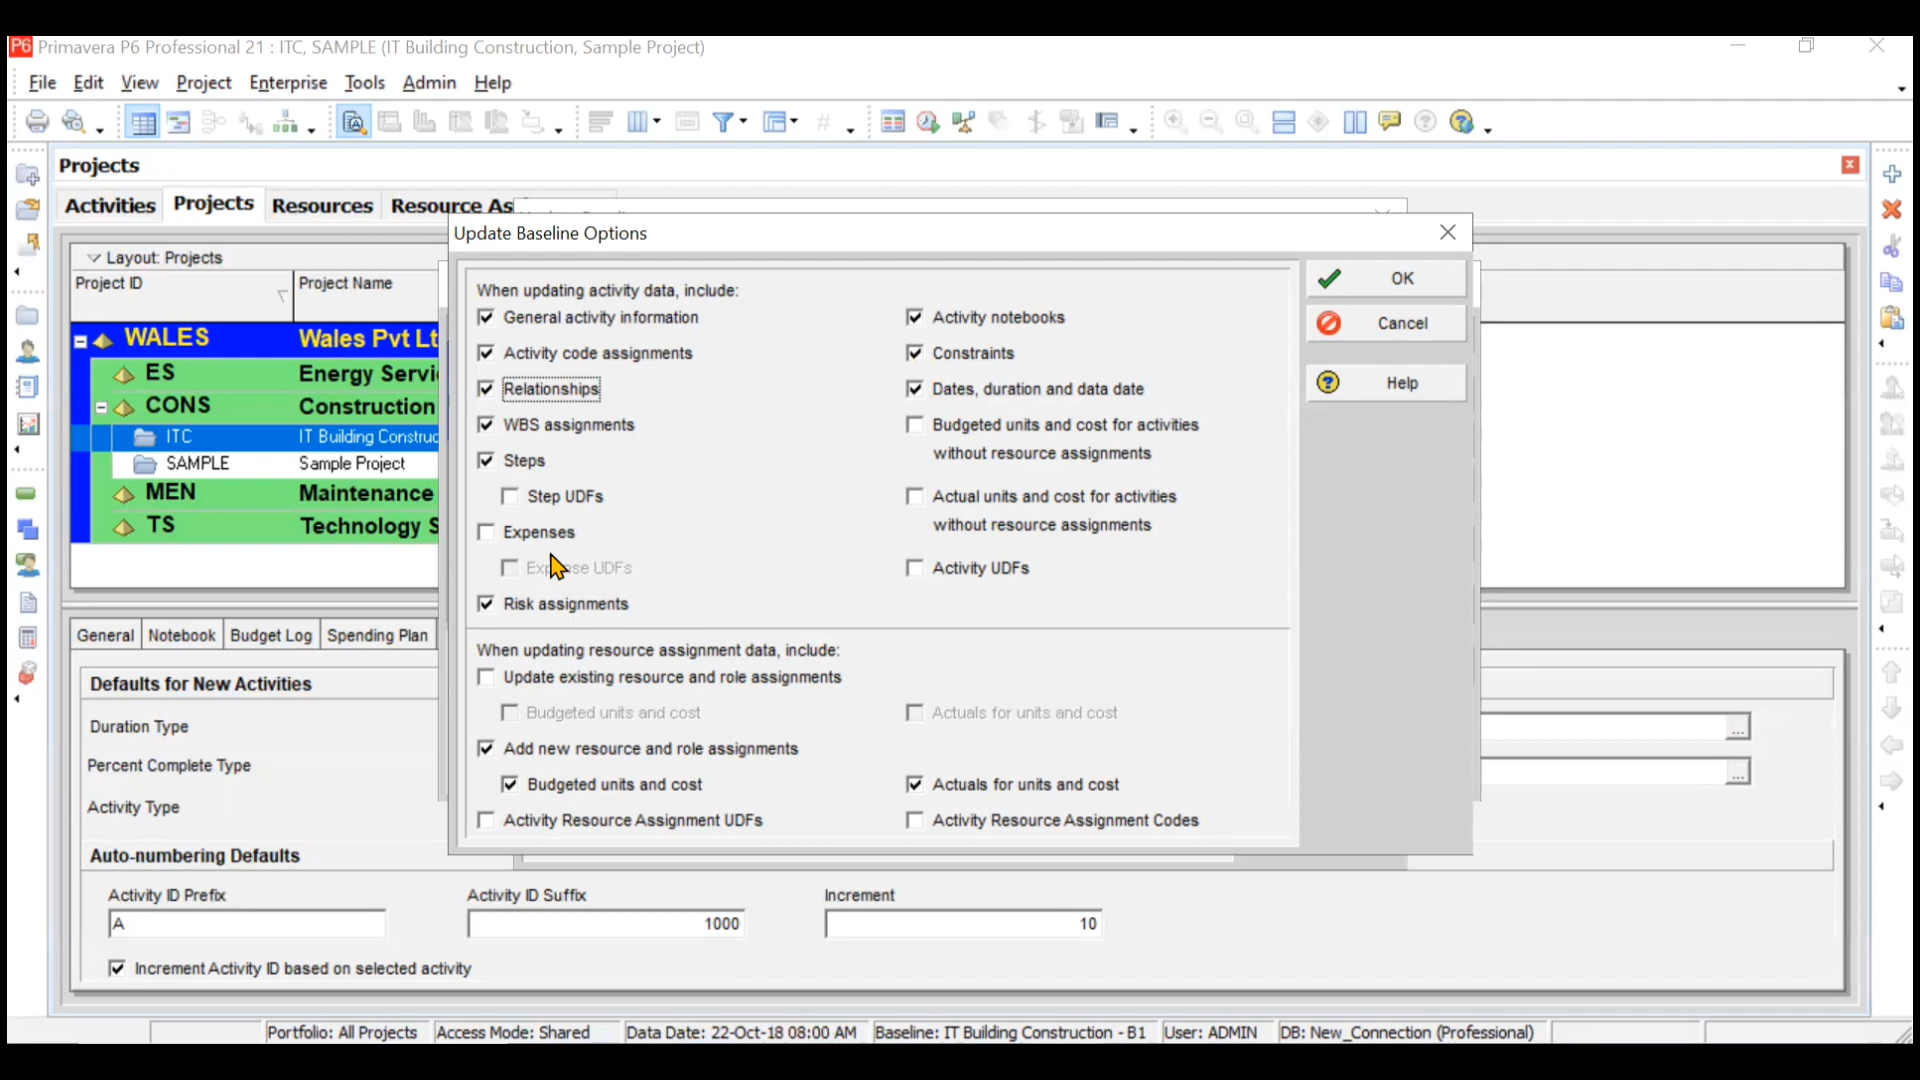 P6 Primavera P6 Professional 21 : ITC, SAMPLE (IT Building Construction, Sample Project)
File Edit View Project Enterprise Tools Admin Help
Projects
Activities Projects Resources Resource As
Update Baseline Options
Layout: Projects
Project ID Project Name
WALES Wales Pvt Lt
ES Energy Servi
CONS Construction
ITC IT Building Construc
SAMPLE Sample Project
MEN Maintenance
TS Technology S
When updating activity data, include:
General activity information Activity notebooks
Activity code assignments Constraints
Relationships Dates, duration and data date
WBS assignments Budgeted units and cost for activities
without resource assignments
Steps
Step UDFs Actual units and cost for activities
without resource assignments
Expenses
Expense UDFs Activity UDFs
Risk assignments
When updating resource assignment data, include:
Update existing resource and role assignments
Budgeted units and cost Actuals for units and cost
Add new resource and role assignments
Budgeted units and cost Actuals for units and cost
Activity Resource Assignment UDFs Activity Resource Assignment Codes
OK
Cancel
Help
General Notebook Budget Log Spending Plan
Defaults for New Activities
Duration Type ...
Percent Complete Type ...
Activity Type
Auto-numbering Defaults
Activity ID Prefix Activity ID Suffix Increment
A 1000 10
Increment Activity ID based on selected activity
Portfolio: All Projects Access Mode: Shared Data Date: 22-Oct-18 08:00 AM Baseline: IT Building Construction - B1 User: ADMIN DB: New_Connection (Professional)